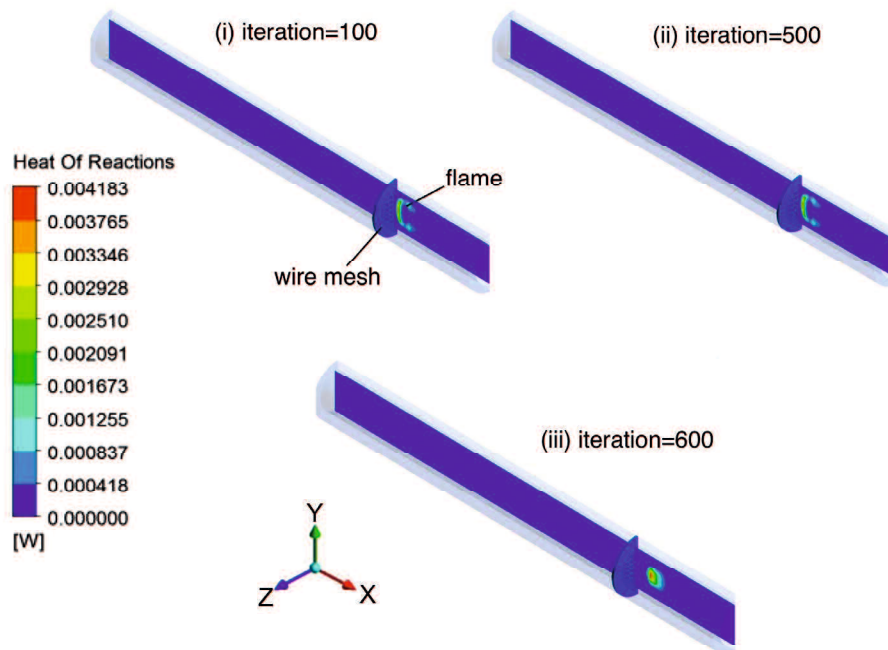 (i) iteration=100
(ii) iteration=500
Heat Of Reactions
0.004183
0.003765
0.003346
0.002928
0.002510
0.002091
0.001673
0.001255
0.000837
0.000418
0.000000
[W]
flame
wire mesh
(iii) iteration=600
Y
Z
X